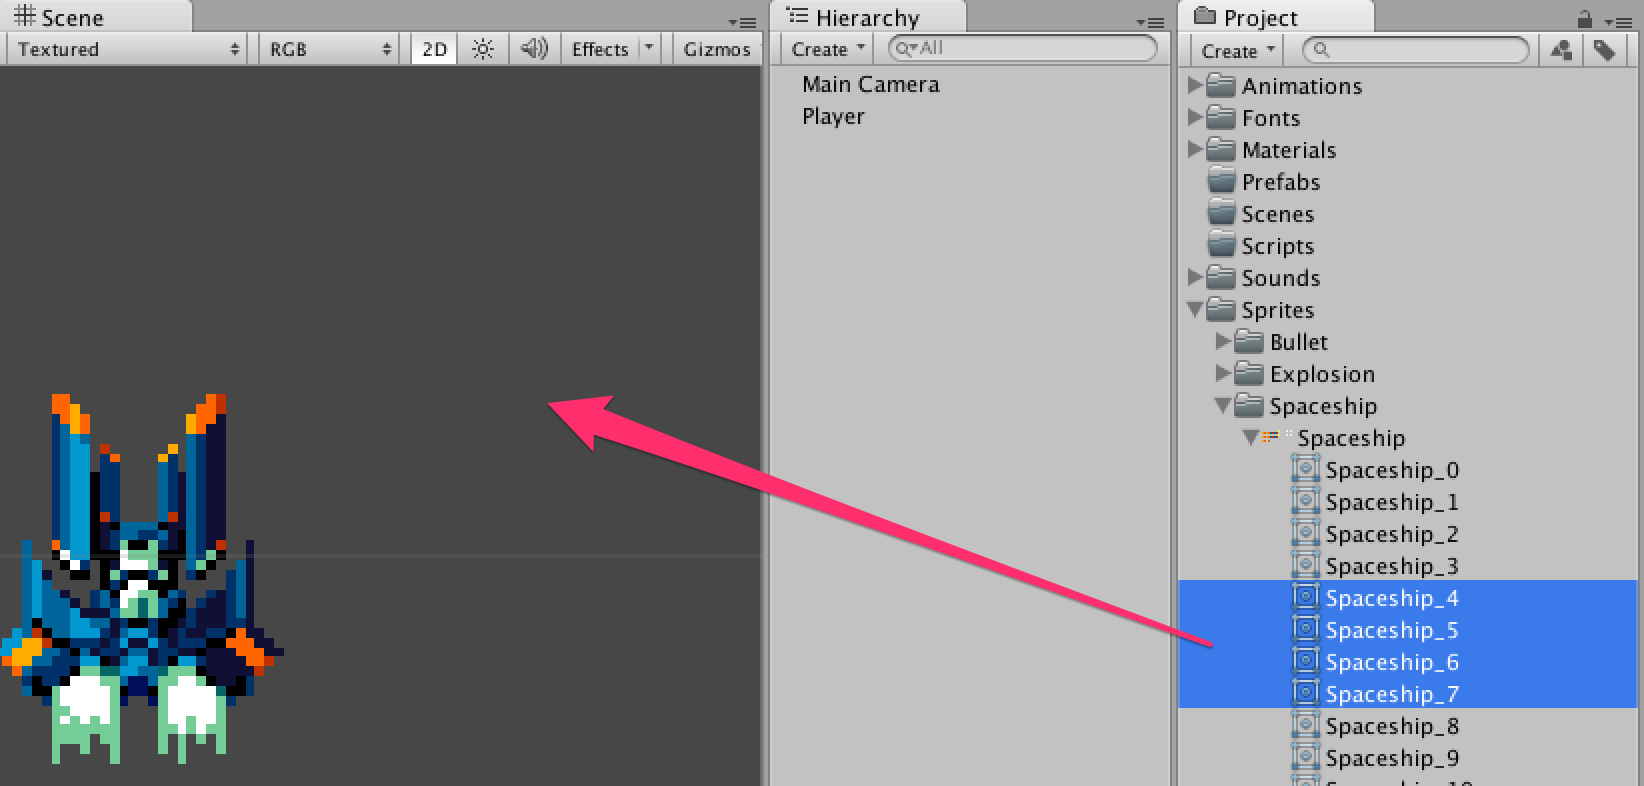 Scene
Textured RGB 2D Effects Gizmos
Hierarchy
Create All
Main Camera
Player
Project
Create
Animations
Fonts
Materials
Prefabs
Scenes
Scripts
Sounds
Sprites
Bullet
Explosion
Spaceship
Spaceship
Spaceship_0
Spaceship_1
Spaceship_2
Spaceship_3
Spaceship_4
Spaceship_5
Spaceship_6
Spaceship_7
Spaceship_8
Spaceship_9